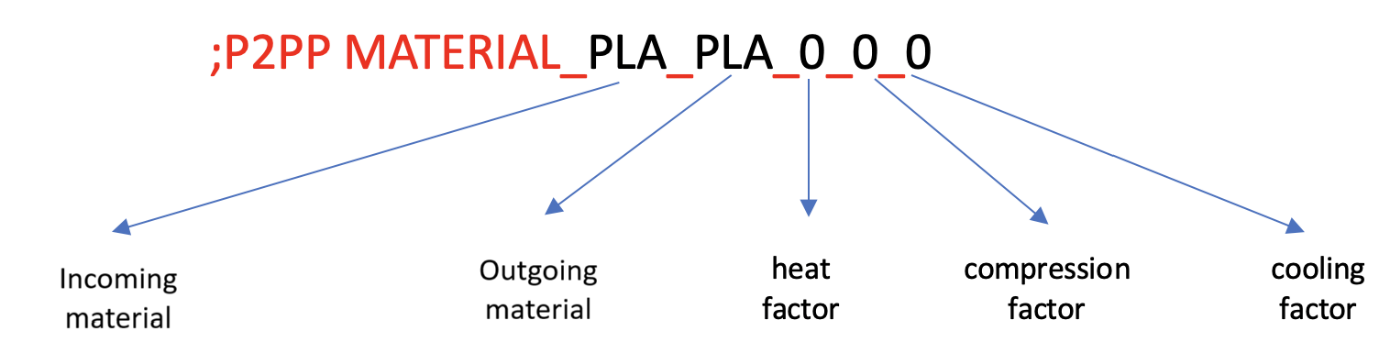 ;P2PP MATERIAL_PLA_PLA_0_0_0
Incoming
material
Outgoing
material
heat
factor
compression
factor
cooling
factor